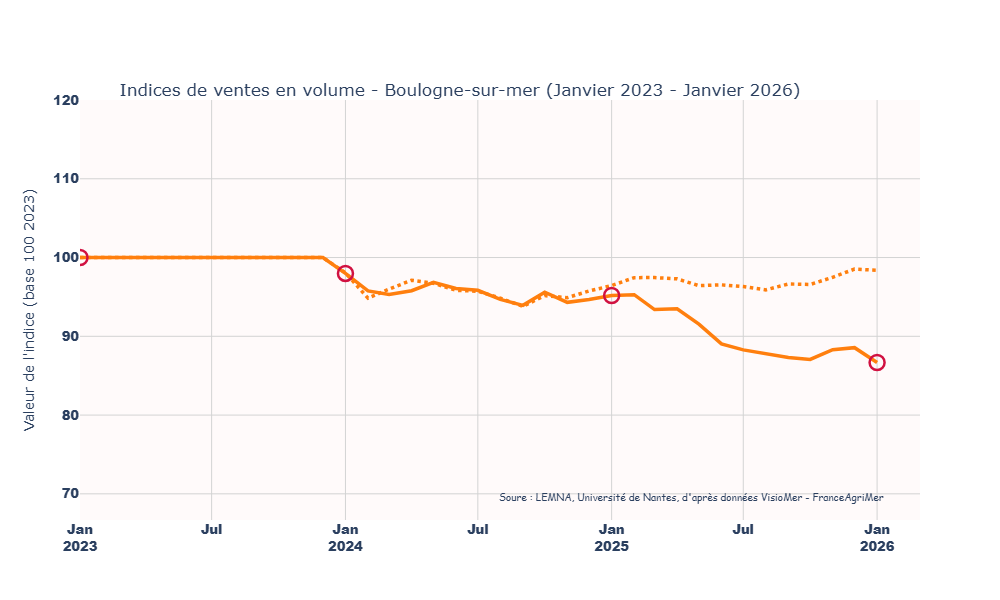 Indices de ventes en volume - Boulogne-sur-mer (Janvier 2023 - Janvier 2026)
Valeur de l'indice (base 100 2023)
120
110
100
90
80
70
Soure : LEMNA, Université de Nantes, d'après données VisioMer - FranceAgriMer
Jan Jul Jan Jul Jan Jul Jan
2023 2024 2025 2026